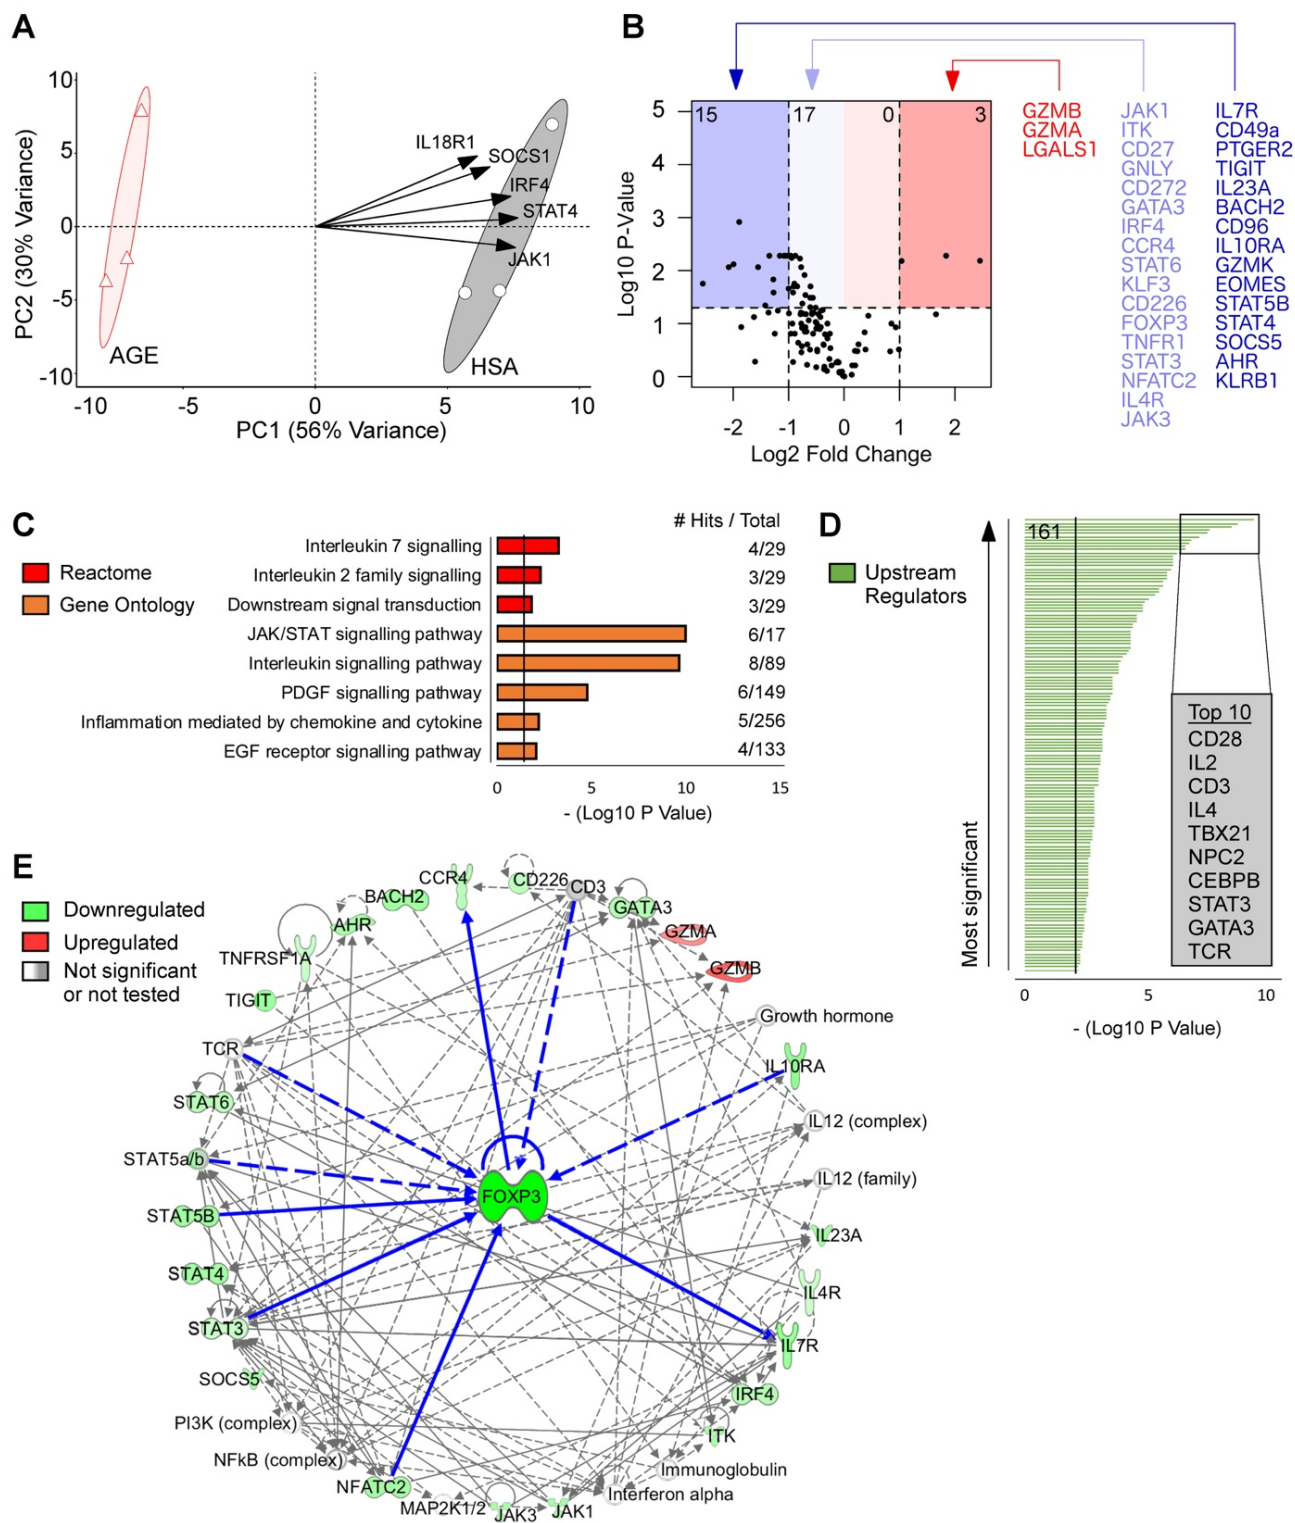 A
10
5
0
-5
-10
PC2 (30% Variance)
IL18R1
SOCS1
IRF4
STAT4
JAK1
AGE
HSA
-10
-5
0
5
10
PC1 (56% Variance)
B
15
17
0
3
5
4
3
2
1
0
Log10 P-Value
-2
-1
0
1
2
Log2 Fold Change
GZMB
GZMA
LGALS1
JAK1
ITK
CD27
GNLY
CD272
GATA3
IRF4
CCR4
STAT6
KLF3
CD226
FOXP3
TNFR1
STAT3
NFATC2
IL4R
JAK3
IL7R
CD49a
PTGER2
TIGIT
IL23A
BACH2
CD96
IL10RA
GZMK
EOMES
STAT5B
STAT4
SOCS5
AHR
KLRB1
C
Reactome
Gene Ontology
# Hits / Total
Interleukin 7 signalling 4/29
Interleukin 2 family signalling 3/29
Downstream signal transduction 3/29
JAK/STAT signalling pathway 6/17
Interleukin signalling pathway 8/89
PDGF signalling pathway 6/149
Inflammation mediated by chemokine and cytokine 5/256
EGF receptor signalling pathway 4/133
0
5
10
15
- (Log10 P Value)
D
Upstream
Regulators
161
Most significant
Top 10
CD28
IL2
CD3
IL4
TBX21
NPC2
CEBPB
STAT3
GATA3
TCR
0
5
10
- (Log10 P Value)
E
Downregulated
Upregulated
Not significant
or not tested
CCR4
CD226
CD3
BACH2
GATA3
AHR
GZMA
TNFRSF1A
GZMB
TIGIT
Growth hormone
TCR
IL10RA
STAT6
IL12 (complex)
STAT5a/b
IL12 (family)
FOXP3
STAT5B
IL23A
STAT4
IL4R
STAT3
IL7R
SOCS5
IRF4
PI3K (complex)
ITK
NFkB (complex)
Immunoglobulin
NFATC2
Interferon alpha
MAP2K1/2
JAK3
JAK1